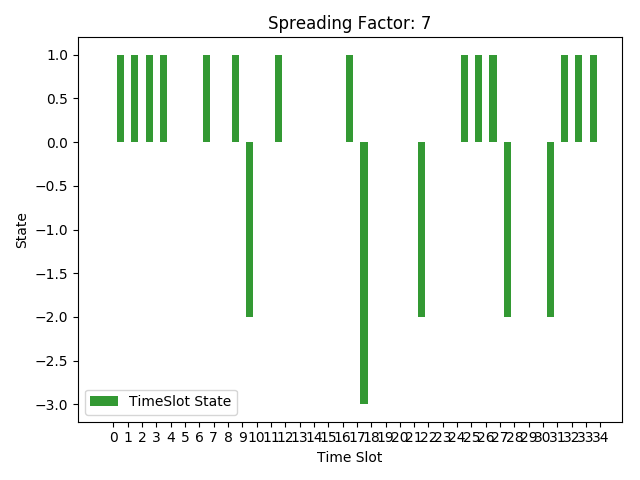 Spreading Factor: 7
1.0
0.5
0.0
−0.5
−1.0
−1.5
−2.0
−2.5
−3.0
State
TimeSlot State
0 1 2 3 4 5 6 7 8 9 10 11 12 13 14 15 16 17 18 19 20 21 22 23 24 25 26 27 28 29 30 31 32 33 34
Time Slot